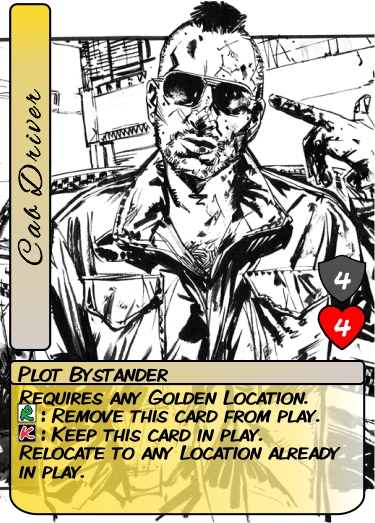 Cab Driver
4
4
PLOT BYSTANDER
REQUIRES ANY GOLDEN LOCATION.
R: REMOVE THIS CARD FROM PLAY.
K: KEEP THIS CARD IN PLAY.
RELOCATE TO ANY LOCATION ALREADY
IN PLAY.